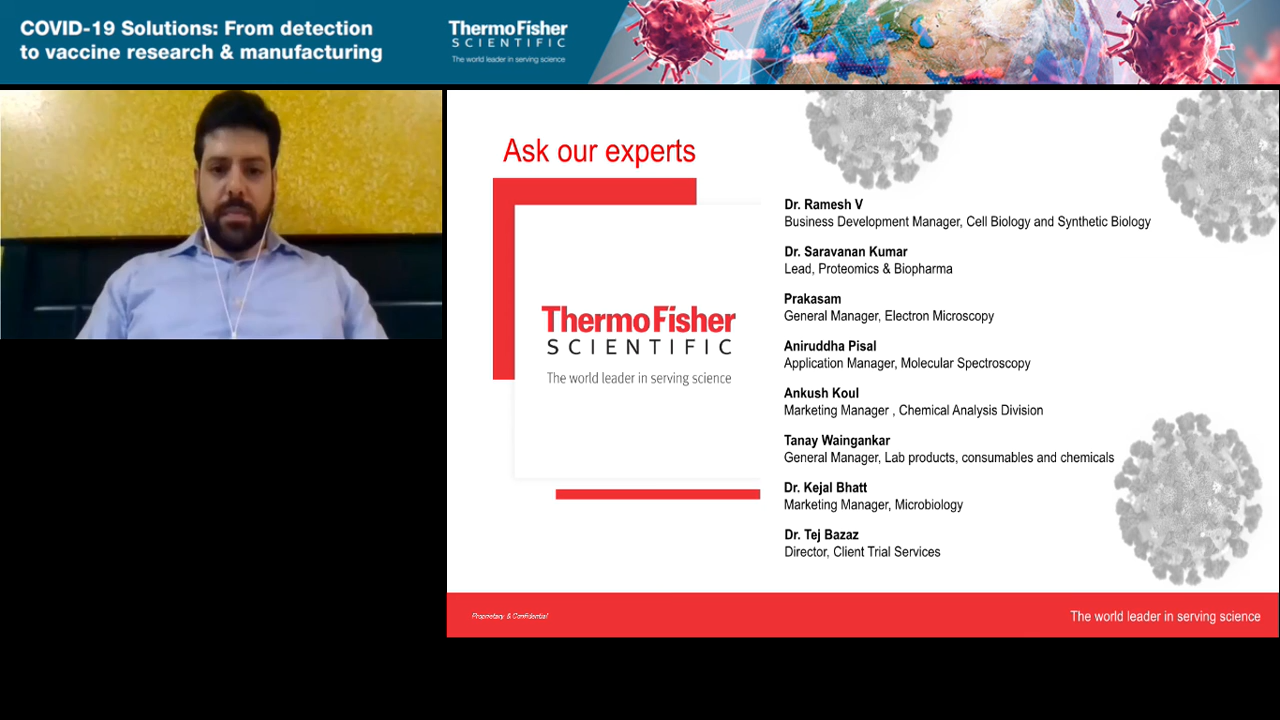 COVID-19 Solutions: From detection
to vaccine research & manufacturing
ThermoFisher
SCIENTIFIC
The world leader in serving science
Ask our experts
ThermoFisher
SCIENTIFIC
The world leader in serving science
Dr. Ramesh V
Business Development Manager, Cell Biology and Synthetic Biology
Dr. Saravanan Kumar
Lead, Proteomics & Biopharma
Prakasam
General Manager, Electron Microscopy
Aniruddha Pisal
Application Manager, Molecular Spectroscopy
Ankush Koul
Marketing Manager , Chemical Analysis Division
Tanay Waingankar
General Manager, Lab products, consumables and chemicals
Dr. Kejal Bhatt
Marketing Manager, Microbiology
Dr. Tej Bazaz
Director, Client Trial Services
Proprietary & Confidential
The world leader in serving science